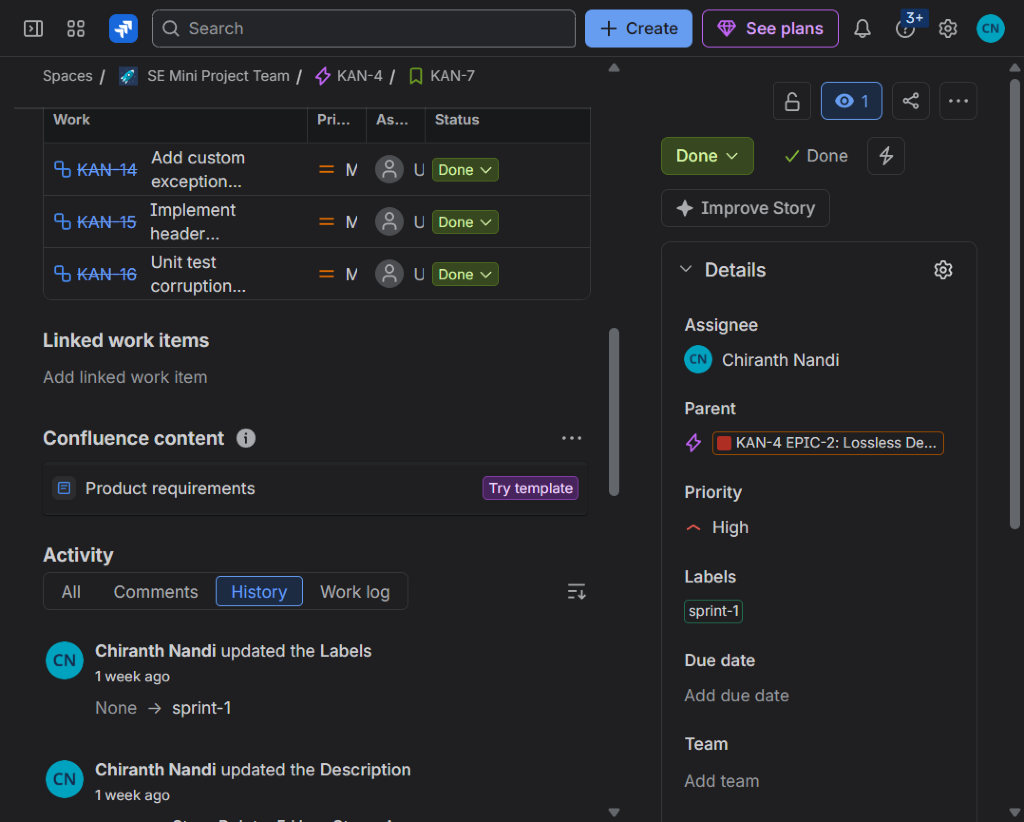 Search
Create
See plans
3+
CN
Spaces / SE Mini Project Team / KAN-4 / KAN-7
1
Work Pri... As... Status
KAN-14 Add custom exception... M U Done
KAN-15 Implement header... M U Done
KAN-16 Unit test corruption... M U Done
Linked work items
Add linked work item
Confluence content
Product requirements Try template
Activity
All Comments History Work log
CN
Chiranth Nandi updated the Labels
1 week ago
None → sprint-1
CN
Chiranth Nandi updated the Description
1 week ago
Done
Done
Improve Story
Details
Assignee
CN Chiranth Nandi
Parent
KAN-4 EPIC-2: Lossless De...
Priority
High
Labels
sprint-1
Due date
Add due date
Team
Add team